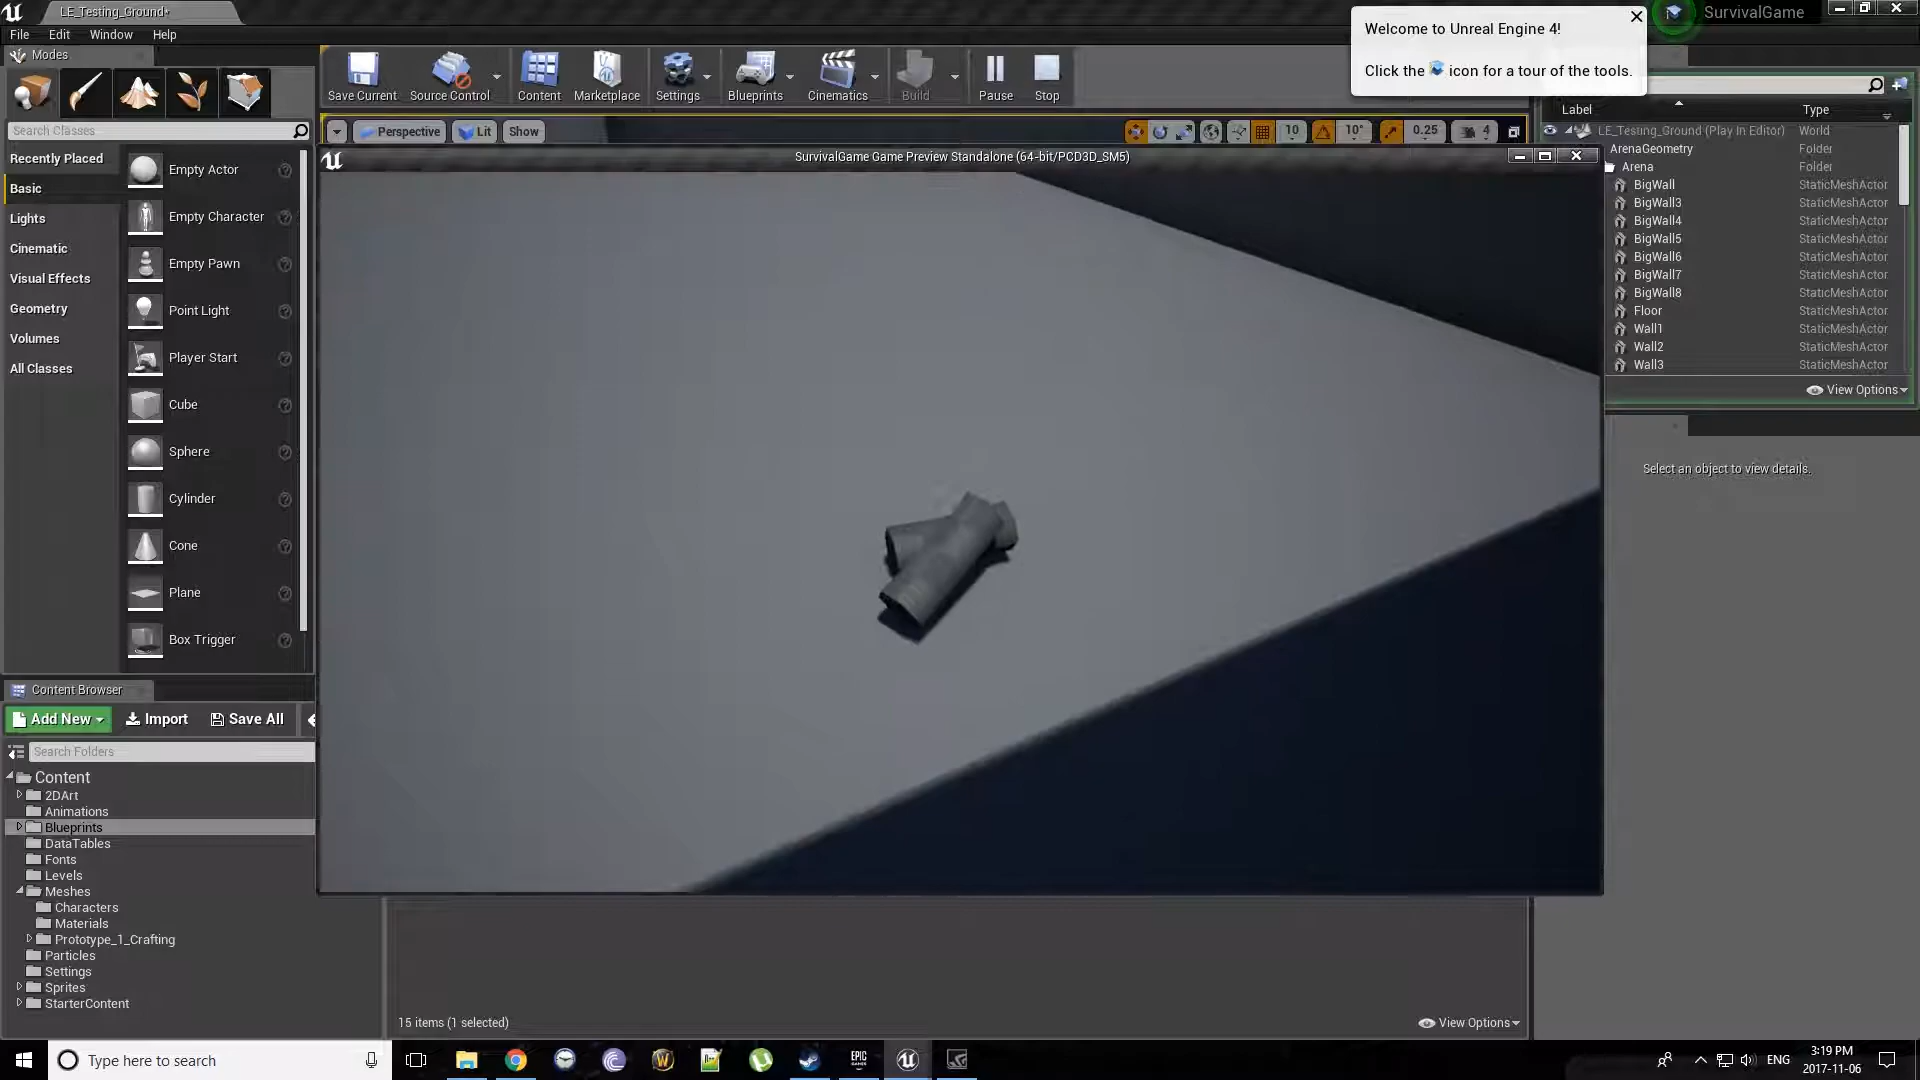 LE_Testing_Ground*
SurvivalGame
File Edit Window Help
Welcome to Unreal Engine 4!
Click the icon for a tour of the tools.
Modes
Save Current Source Control Content Marketplace Settings Blueprints Cinematics Build Pause Stop
Search Classes
Perspective Lit Show 10 10° 0.25 4
Label Type
Recently Placed
Basic
Lights
Cinematic
Visual Effects
Geometry
Volumes
All Classes
Empty Actor
Empty Character
Empty Pawn
Point Light
Player Start
Cube
Sphere
Cylinder
Cone
Plane
Box Trigger
SurvivalGame Game Preview Standalone (64-bit/PCD3D_SM5)
LE_Testing_Ground (Play In Editor) World
ArenaGeometry Folder
Arena Folder
BigWall StaticMeshActor
BigWall3 StaticMeshActor
BigWall4 StaticMeshActor
BigWall5 StaticMeshActor
BigWall6 StaticMeshActor
BigWall7 StaticMeshActor
BigWall8 StaticMeshActor
Floor StaticMeshActor
Wall1 StaticMeshActor
Wall2 StaticMeshActor
Wall3 StaticMeshActor
View Options
Select an object to view details.
Content Browser
Add New Import Save All
Search Folders
Content
2DArt
Animations
Blueprints
DataTables
Fonts
Levels
Meshes
Characters
Materials
Prototype_1_Crafting
Particles
Settings
Sprites
StarterContent
15 items (1 selected)
View Options
Type here to search
EPIC
ENG
3:19 PM
2017-11-06